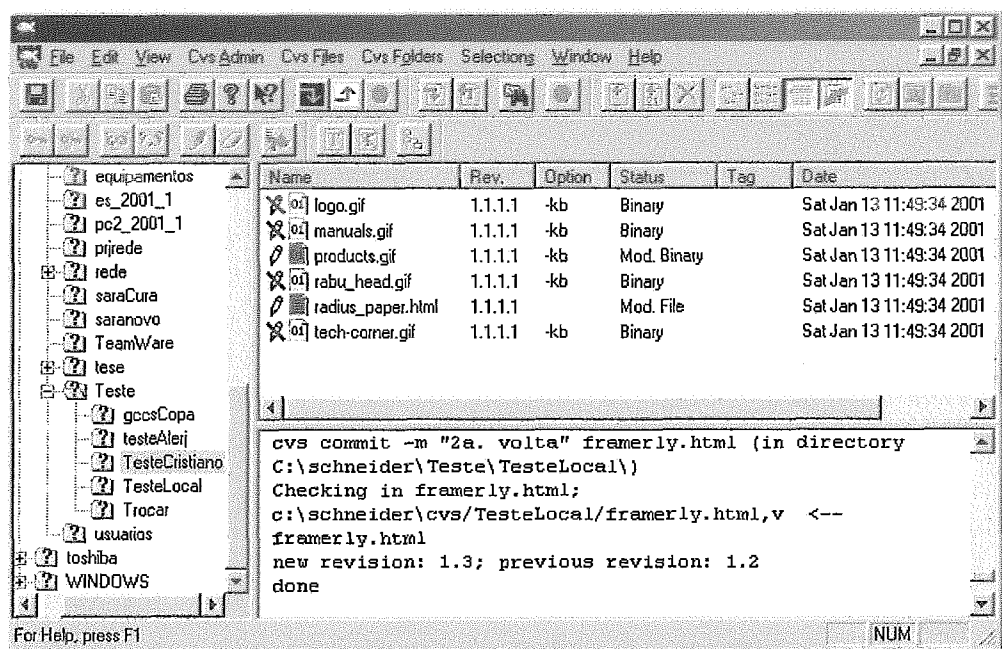 File Edit View Cvs Admin Cvs Files Cvs Folders Selections Window Help
equipamentos
es_2001_1
pc2_2001_1
prjrede
rede
saraCura
saranovo
TeamWare
tese
Teste
gccsCopa
testeAlerj
TesteCristiano
TesteLocal
Trocar
usuarios
toshiba
WINDOWS
Name Rev. Option Status Tag Date
logo.gif 1.1.1.1 -kb Binary Sat Jan 13 11:49:34 2001
manuals.gif 1.1.1.1 -kb Binary Sat Jan 13 11:49:34 2001
products.gif 1.1.1.1 -kb Mod. Binary Sat Jan 13 11:49:34 2001
rabu_head.gif 1.1.1.1 -kb Binary Sat Jan 13 11:49:34 2001
radius_paper.html 1.1.1.1 Mod. File Sat Jan 13 11:49:34 2001
tech-corner.gif 1.1.1.1 -kb Binary Sat Jan 13 11:49:34 2001
cvs commit -m "2a. volta" framerly.html (in directory
C:\schneider\Teste\TesteLocal\)
Checking in framerly.html;
c:\schneider\cvs/TesteLocal/framerly.html,v <--
framerly.html
new revision: 1.3; previous revision: 1.2
done
For Help, press F1 NUM